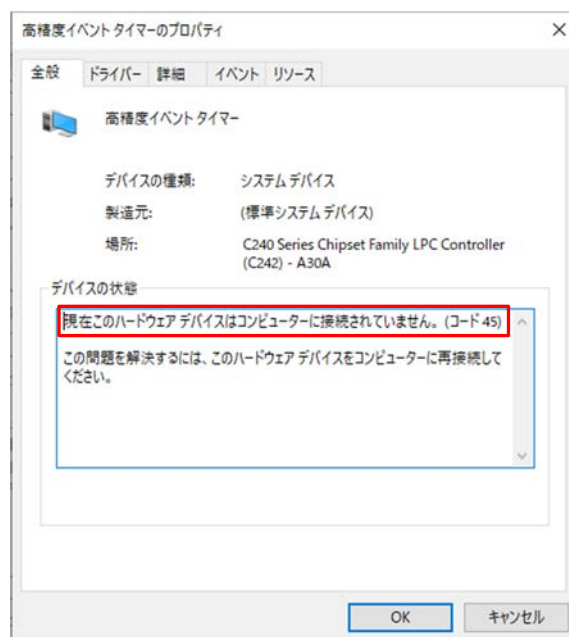 高精度イベント タイマーのプロパティ
全般 ドライバー 詳細 イベント リソース
高精度イベント タイマー
デバイスの種類: システム デバイス
製造元: (標準システム デバイス)
場所: C240 Series Chipset Family LPC Controller
(C242) - A30A
デバイスの状態
現在このハードウェア デバイスはコンピューターに接続されていません。 (コード 45)
この問題を解決するには、このハードウェア デバイスをコンピューターに再接続して
ください。
OK キャンセル